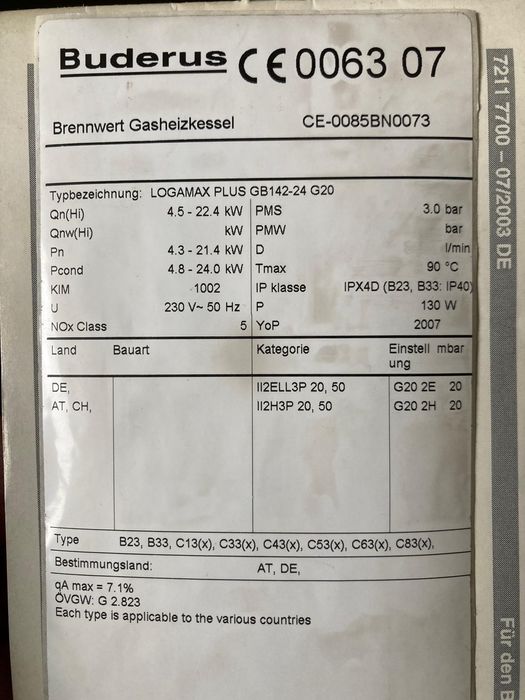 Buderus CE 0063 07
Brennwert Gasheizkessel CE-0085BN0073
Typbezeichnung: LOGAMAX PLUS GB142-24 G20
Qn(Hi) 4.5 - 22.4 kW PMS 3.0 bar
Qnw(Hi) kW PMW bar
Pn 4.3 - 21.4 kW D l/min
Pcond 4.8 - 24.0 kW Tmax 90 °C
KIM 1002 IP klasse IPX4D (B23, B33: IP40)
U 230 V~ 50 Hz P 130 W
NOx Class 5 YoP 2007
Land Bauart Kategorie Einstell mbar
ung
DE, II2ELL3P 20, 50 G20 2E 20
AT, CH, II2H3P 20, 50 G20 2H 20
Type B23, B33, C13(x), C33(x), C43(x), C53(x), C63(x), C83(x),
Bestimmungsland: AT, DE,
qA max = 7.1%
ÖVGW: G 2.823
Each type is applicable to the various countries
7211 7700 – 07/2003 DE
Für den